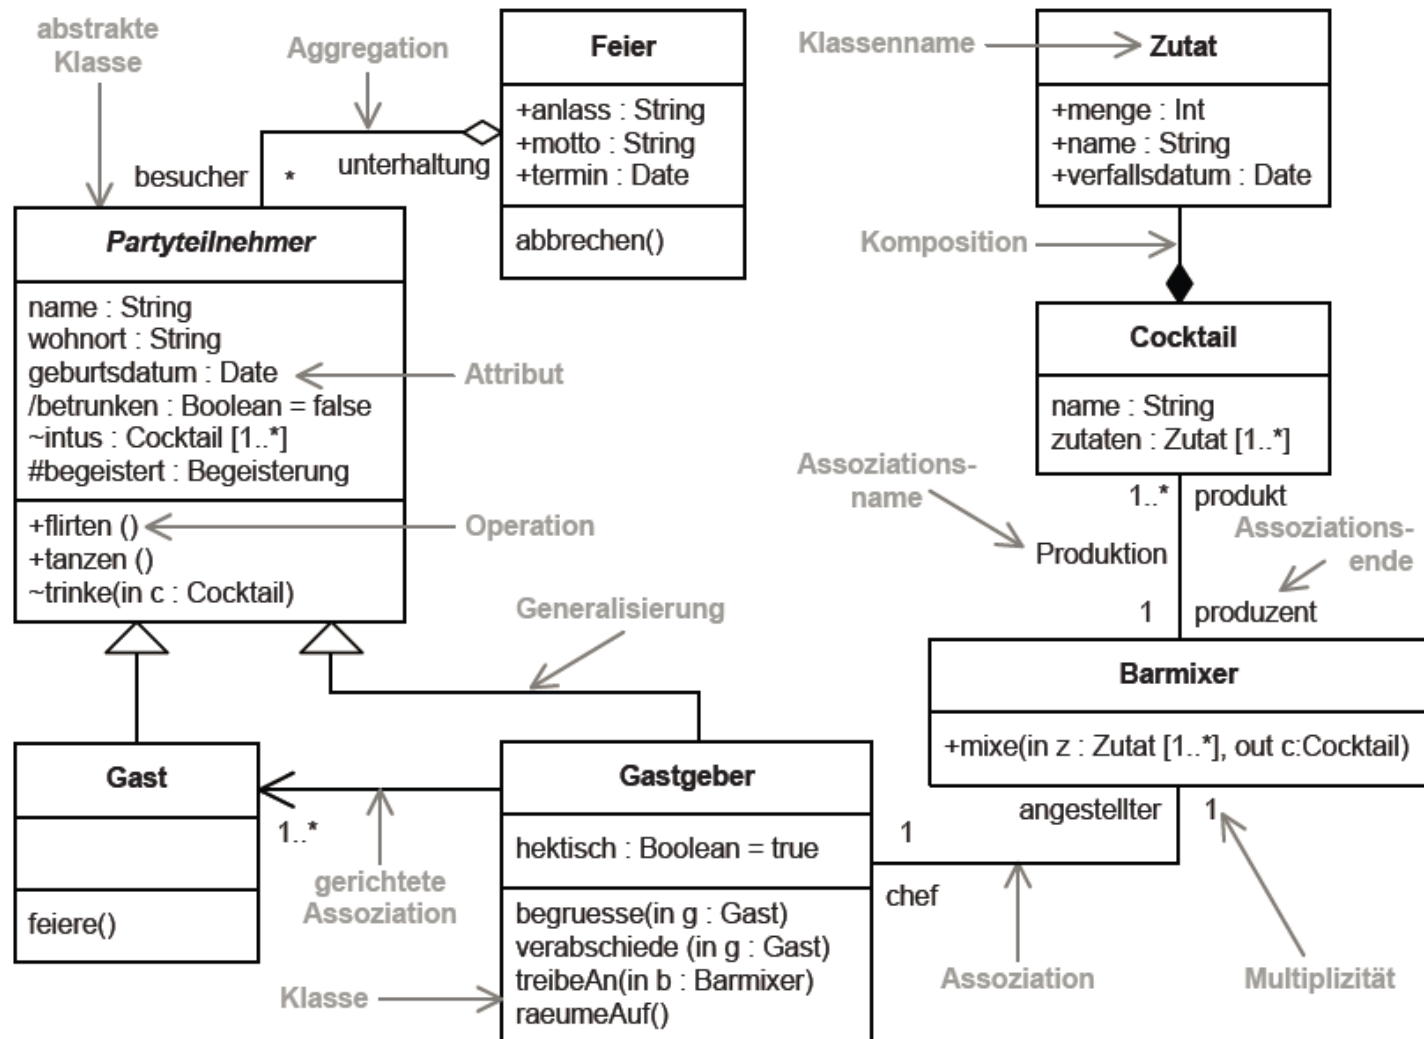 abstrakte
Klasse
Aggregation
Feier
+anlass : String
+motto : String
+termin : Date
abbrechen()
besucher
*
unterhaltung
Klassenname
Zutat
+menge : Int
+name : String
+verfallsdatum : Date
Komposition
Partyteilnehmer
name : String
wohnort : String
geburtsdatum : Date
/betrunken : Boolean = false
~intus : Cocktail [1..*]
#begeistert : Begeisterung
+flirten ()
+tanzen ()
~trinke(in c : Cocktail)
Attribut
Operation
Generalisierung
Cocktail
name : String
zutaten : Zutat [1..*]
Assoziations-
name
1..*
produkt
Produktion
Assoziations-
ende
1
produzent
Barmixer
+mixe(in z : Zutat [1..*], out c:Cocktail)
angestellter
1
Gast
feiere()
1..*
gerichtete
Assoziation
Gastgeber
hektisch : Boolean = true
begruesse(in g : Gast)
verabschiede (in g : Gast)
treibeAn(in b : Barmixer)
raeumeAuf()
Klasse
1
chef
Assoziation
Multiplizität